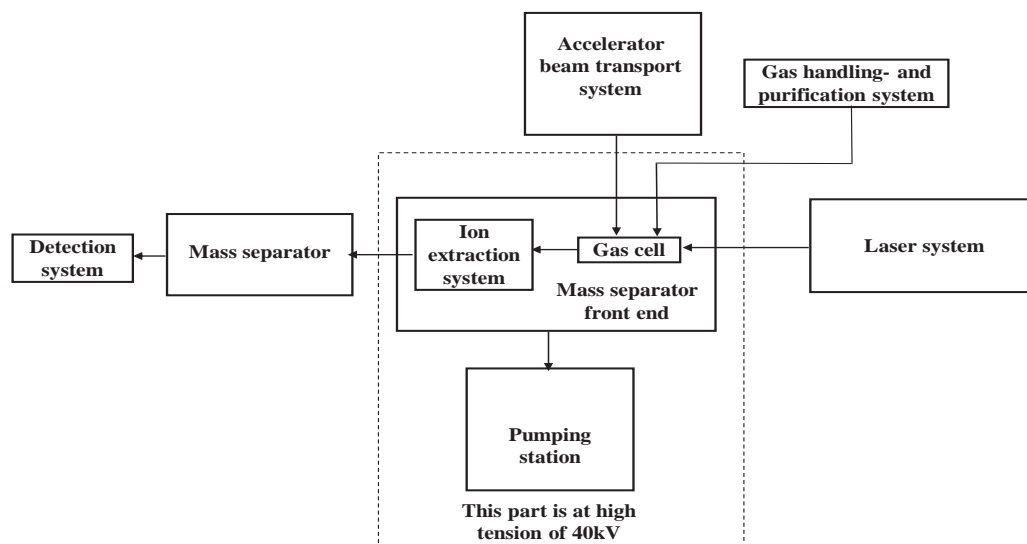 Accelerator
beam transport
system
Gas handling- and
purification system
Detection
system
Mass separator
Ion
extraction
system
Gas cell
Mass separator
front end
Laser system
Pumping
station
This part is at high
tension of 40kV